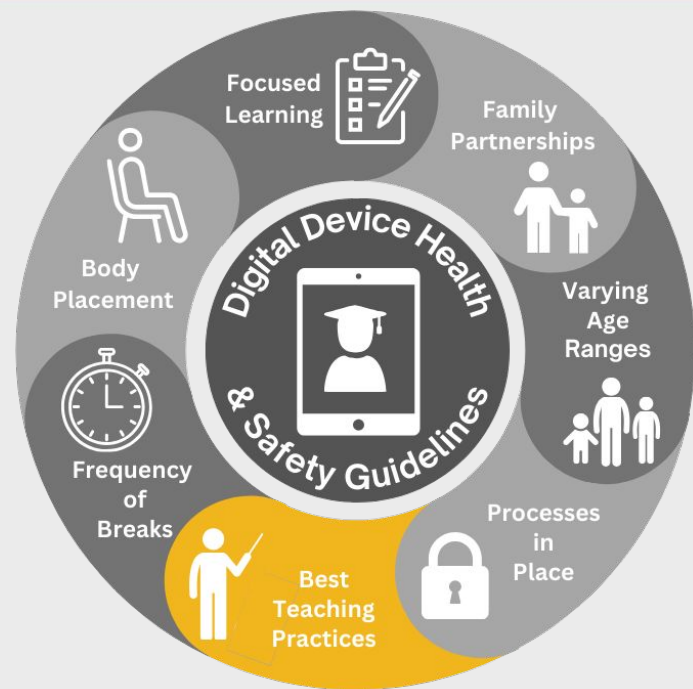 Focused
Learning
Family
Partnerships
Varying
Age
Ranges
Processes
in
Place
Best
Teaching
Practices
Frequency
of
Breaks
Body
Placement
Digital Device Health
& Safety Guidelines